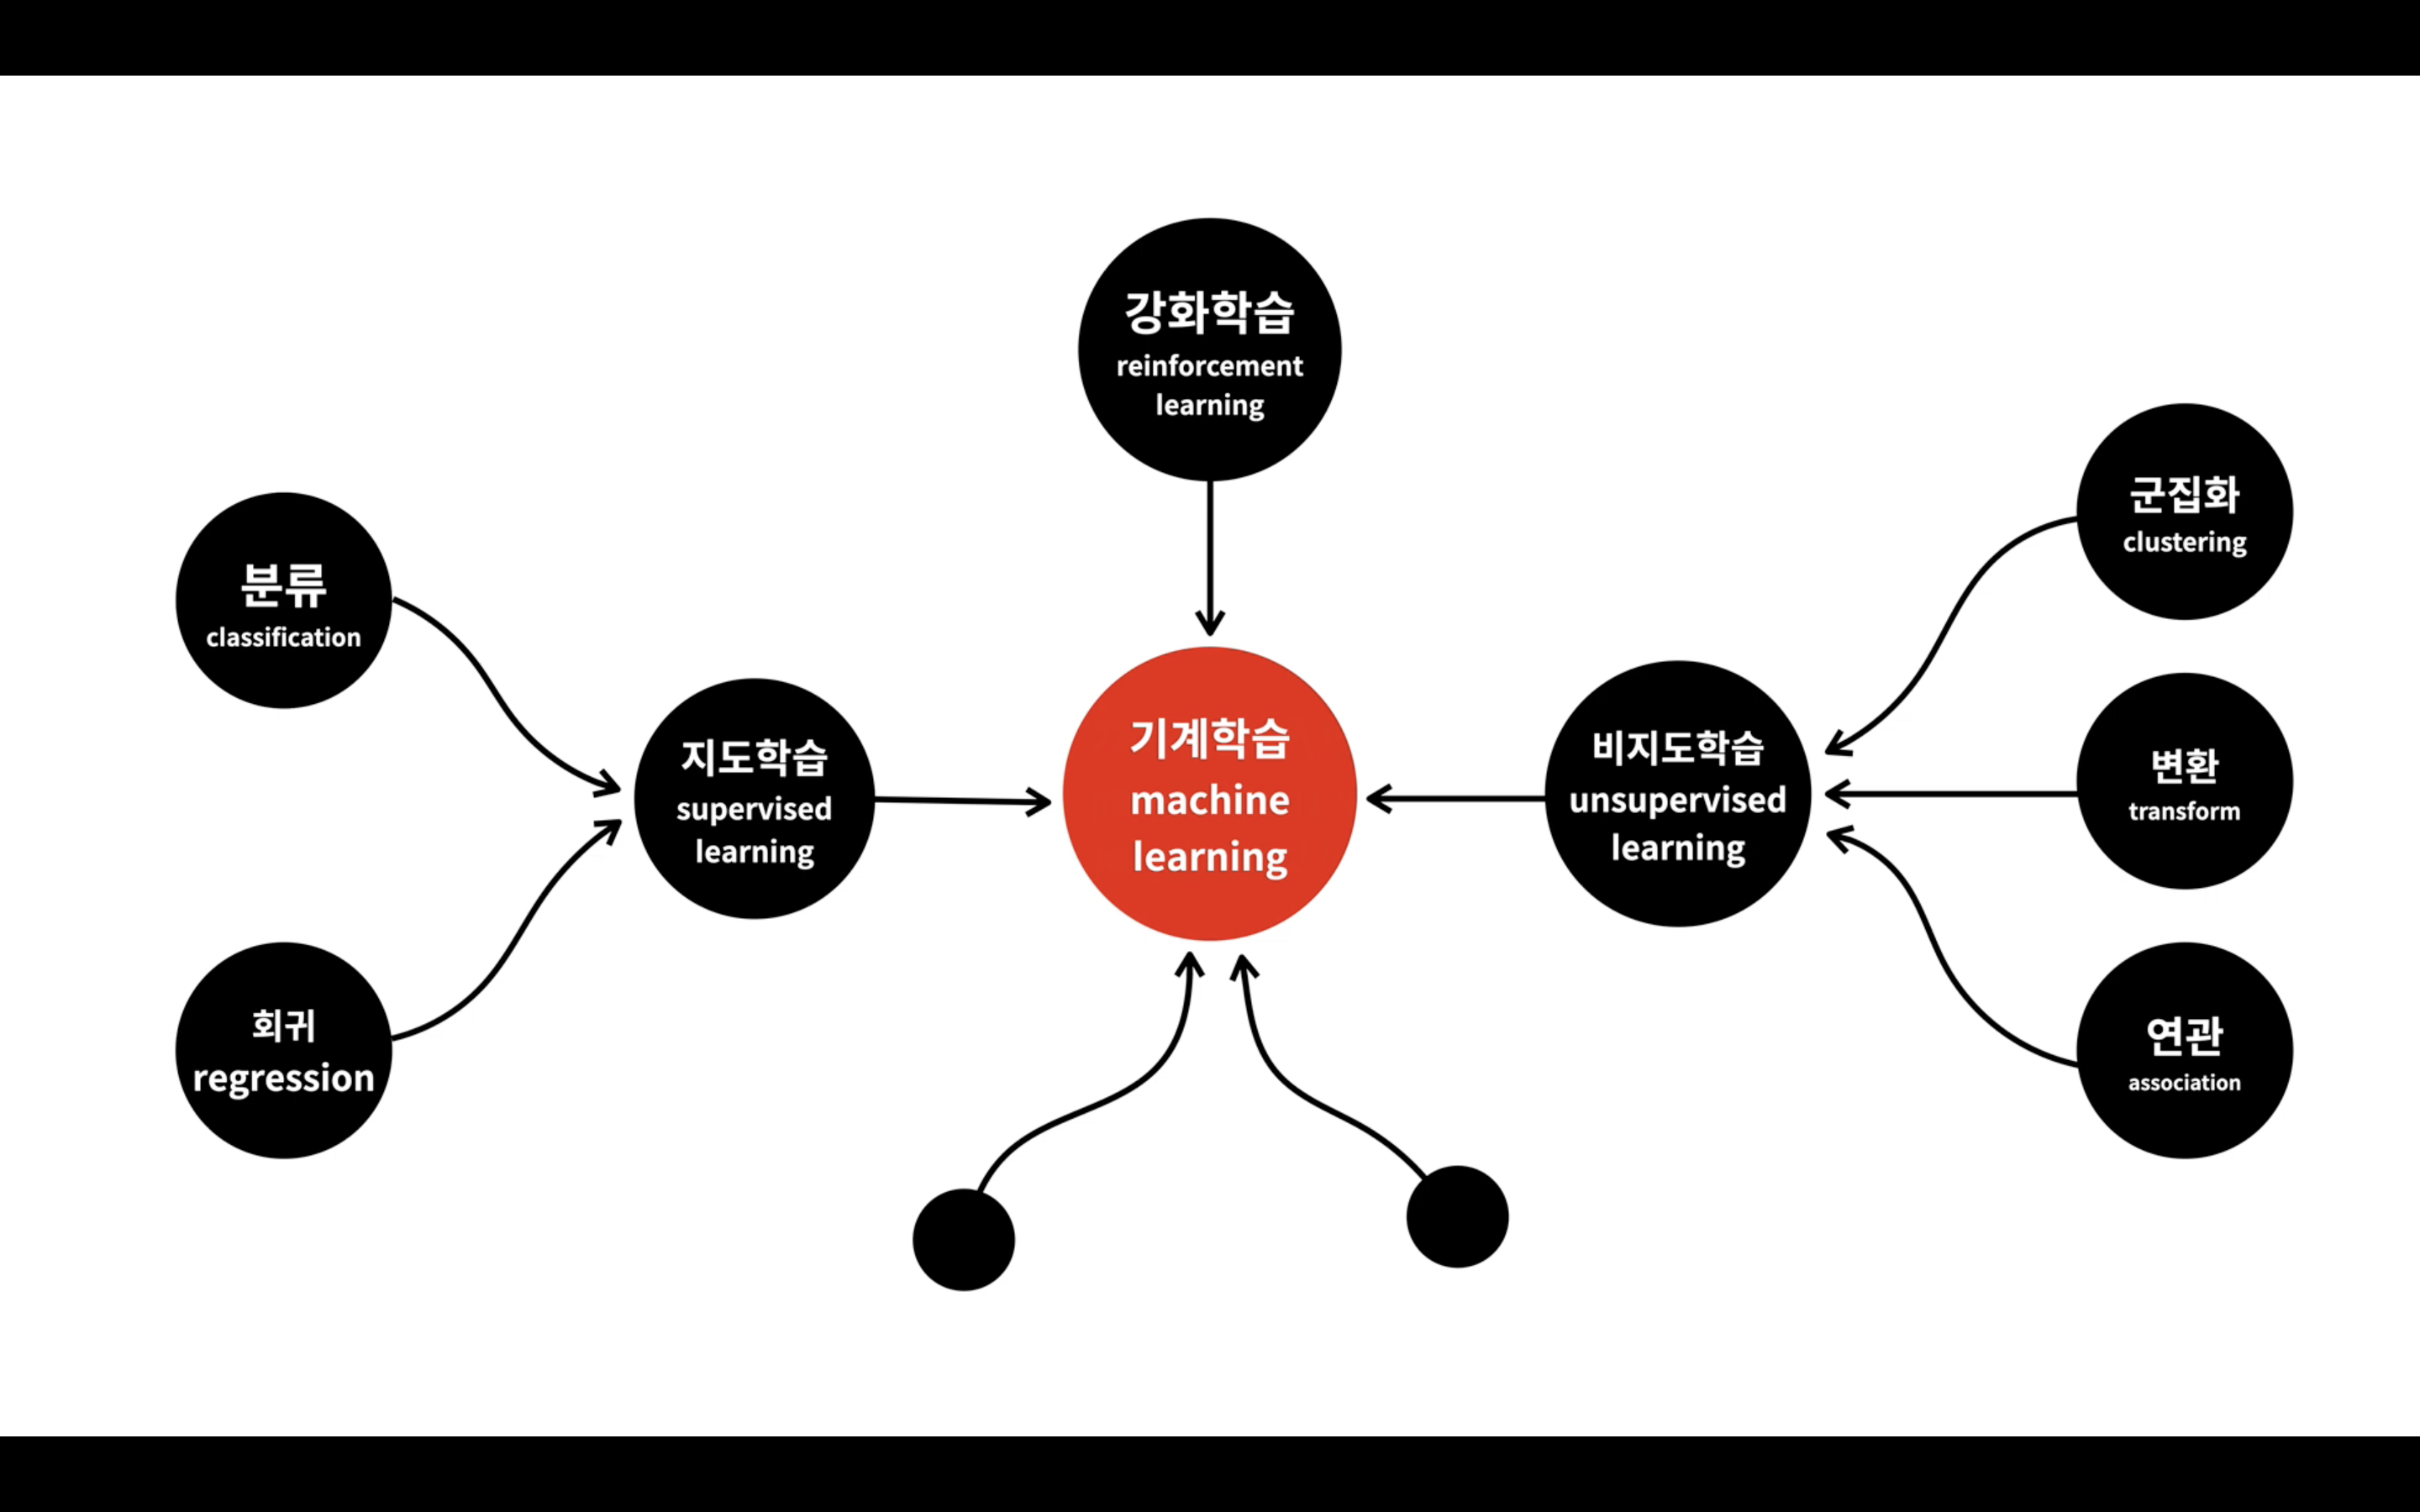 강화학습
reinforcement
learning
분류
classification
회귀
regression
지도학습
supervised
learning
기계학습
machine
learning
비지도학습
unsupervised
learning
군집화
clustering
변환
transform
연관
association